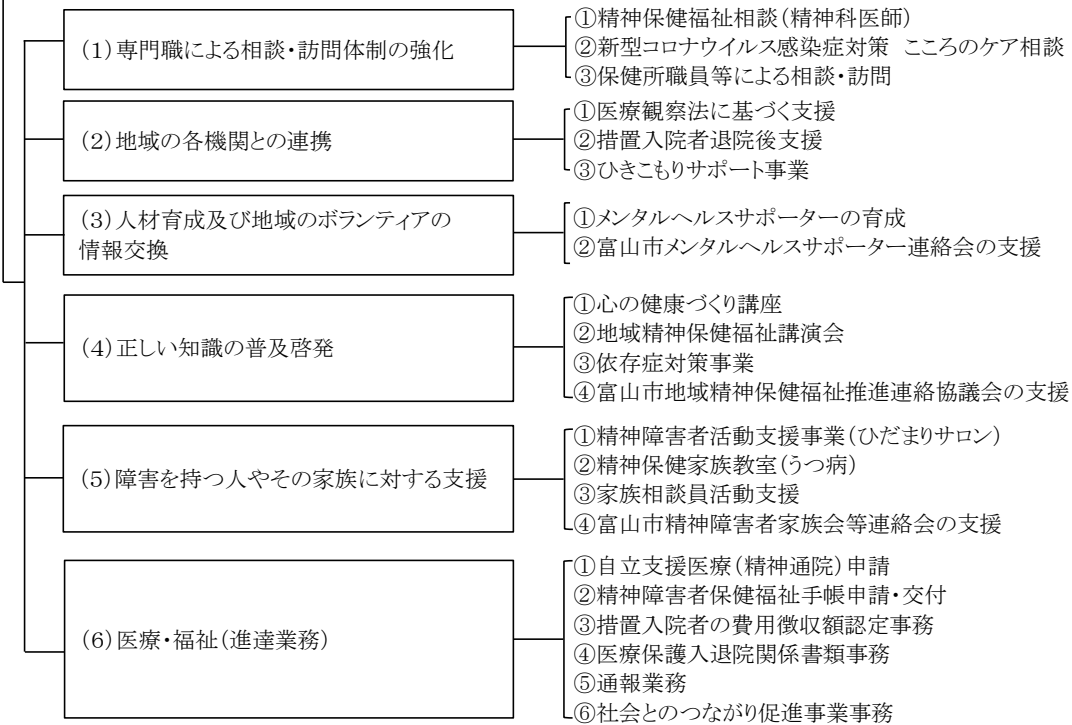 (1)専門職による相談・訪問体制の強化
①精神保健福祉相談(精神科医師)
②新型コロナウイルス感染症対策 こころのケア相談
③保健所職員等による相談・訪問
(2)地域の各機関との連携
①医療観察法に基づく支援
②措置入院者退院後支援
③ひきこもりサポート事業
(3)人材育成及び地域のボランティアの
情報交換
①メンタルヘルスサポーターの育成
②富山市メンタルヘルスサポーター連絡会の支援
(4)正しい知識の普及啓発
①心の健康づくり講座
②地域精神保健福祉講演会
③依存症対策事業
④富山市地域精神保健福祉推進連絡協議会の支援
(5)障害を持つ人やその家族に対する支援
①精神障害者活動支援事業(ひだまりサロン)
②精神保健家族教室(うつ病)
③家族相談員活動支援
④富山市精神障害者家族会等連絡会の支援
(6)医療・福祉(進達業務)
①自立支援医療(精神通院)申請
②精神障害者保健福祉手帳申請・交付
③措置入院者の費用徴収額認定事務
④医療保護入退院関係書類事務
⑤通報業務
⑥社会とのつながり促進事業事務